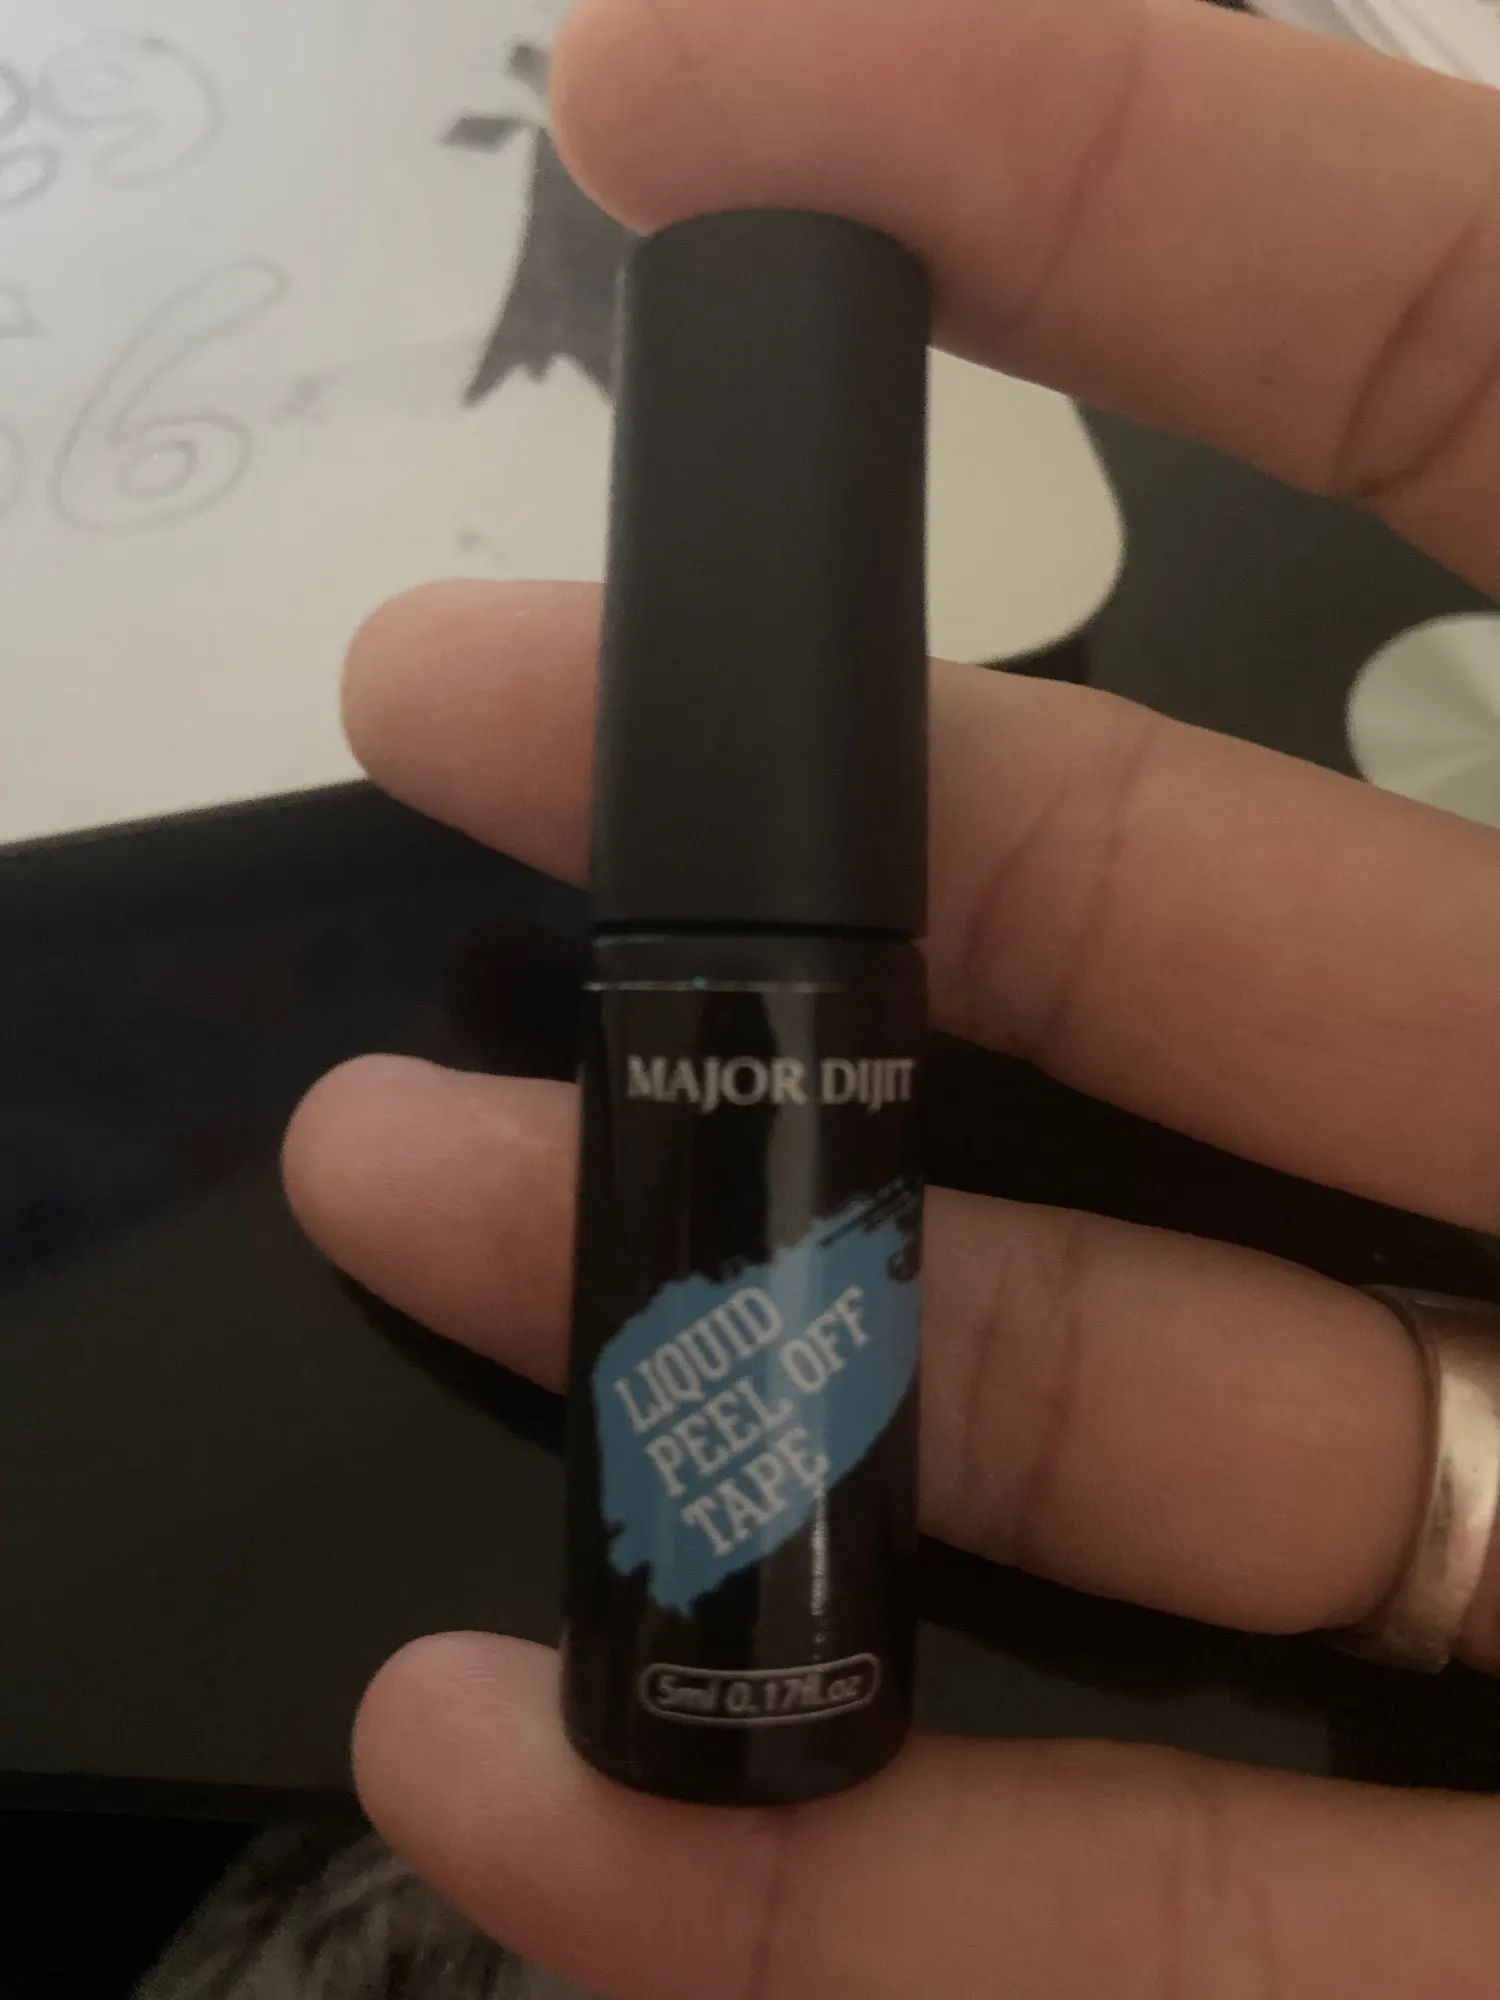 MAJOR DIJIT
LIQUID
PEEL OFF
TAPE
5ml 0.17fl.oz